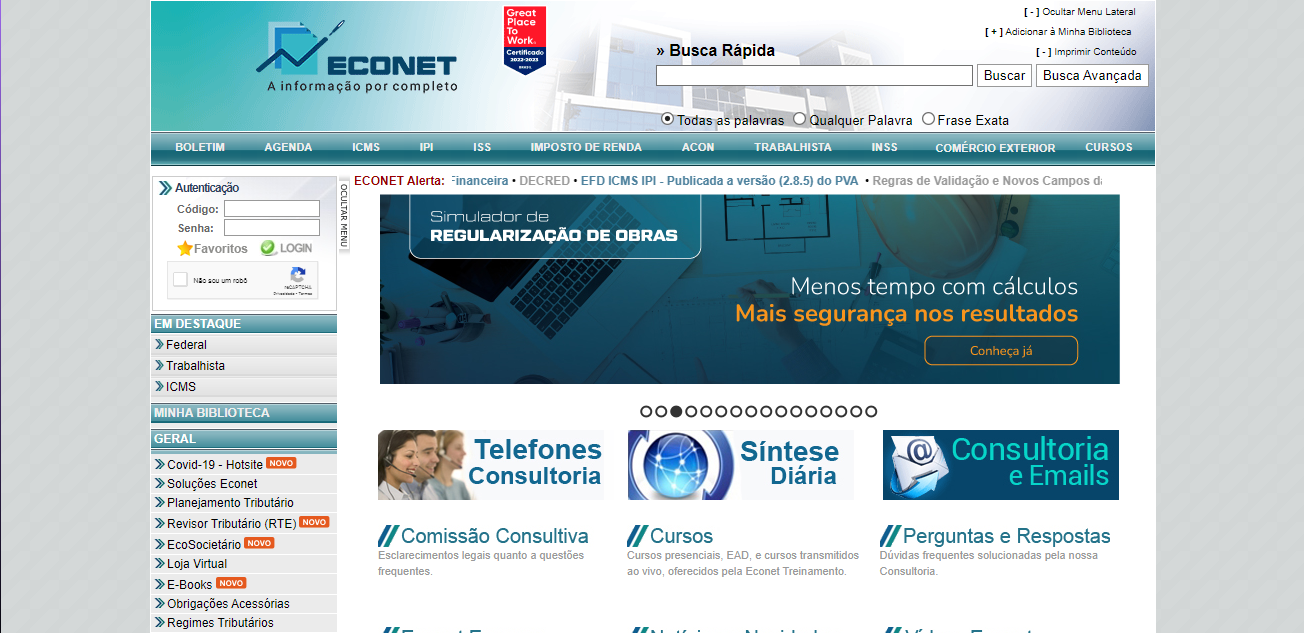 ECONET
A informação por completo
Great
Place
To
Work.
Certificado
2022-2023
BRASIL
» Busca Rápida
[ - ] Ocultar Menu Lateral
[ + ] Adicionar à Minha Biblioteca
[ - ] Imprimir Conteúdo
Buscar
Busca Avançada
Todas as palavras Qualquer Palavra Frase Exata
BOLETIM AGENDA ICMS IPI ISS IMPOSTO DE RENDA ACON TRABALHISTA INSS COMÉRCIO EXTERIOR CURSOS
Autenticação
Código:
Senha:
Favoritos LOGIN
Não sou um robô
reCAPTCHA
Privacidade - Termos
OCULTAR MENU
ECONET Alerta: Financeira • DECRED • EFD ICMS IPI - Publicada a versão (2.8.5) do PVA • Regras de Validação e Novos Campos
Simulador de
REGULARIZAÇÃO DE OBRAS
Menos tempo com cálculos
Mais segurança nos resultados
Conheça já
EM DESTAQUE
Federal
Trabalhista
ICMS
MINHA BIBLIOTECA
GERAL
Covid-19 - Hotsite NOVO
Soluções Econet
Planejamento Tributário
Revisor Tributário (RTE) NOVO
EcoSocietário NOVO
Loja Virtual
E-Books NOVO
Obrigações Acessórias
Regimes Tributários
Telefones
Consultoria
Síntese
Diária
Consultoria
e Emails
Comissão Consultiva
Esclarecimentos legais quanto a questões
frequentes.
Cursos
Cursos presenciais, EAD, e cursos transmitidos
ao vivo, oferecidos pela Econet Treinamento.
Perguntas e Respostas
Dúvidas frequentes solucionadas pela nossa
Consultoria.